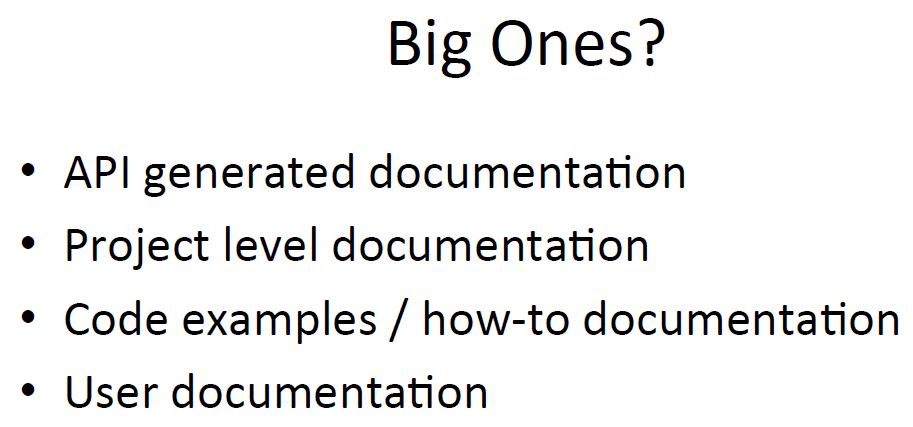 Big Ones?
• API generated documentation
• Project level documentation
• Code examples / how-to documentation
• User documentation